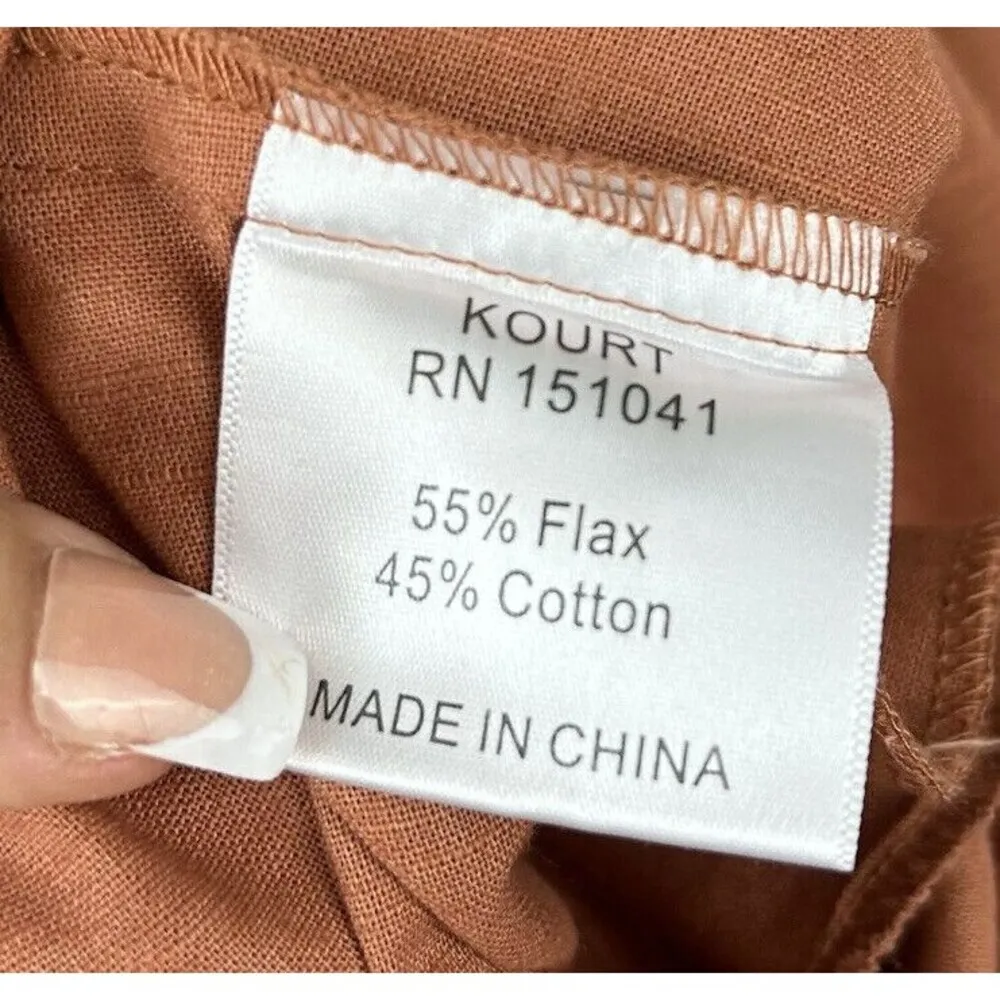 KOURT
RN 151041
55% Flax
45% Cotton
MADE IN CHINA